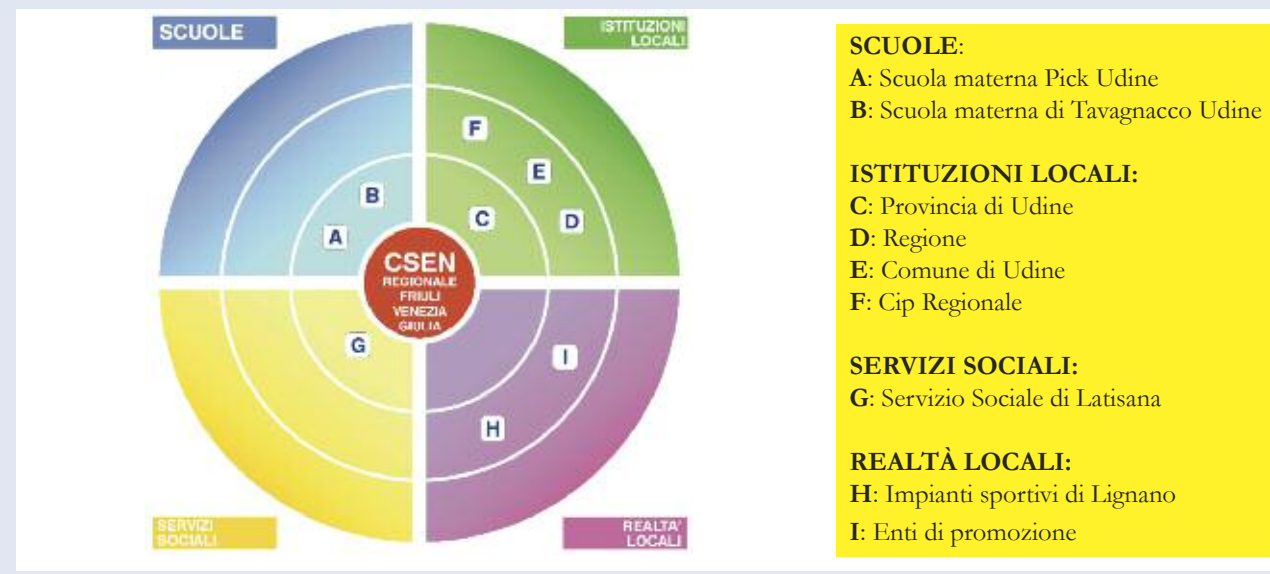 SCUOLE
ISTITUZIONI
LOCALI
F
E
B
C
D
A
CSEN
REGIONALE
FRIULI
VENEZIA
GIULIA
G
I
H
SERVIZI
SOCIALI
REALTA'
LOCALI
SCUOLE:
A: Scuola materna Pick Udine
B: Scuola materna di Tavagnacco Udine
ISTITUZIONI LOCALI:
C: Provincia di Udine
D: Regione
E: Comune di Udine
F: Cip Regionale
SERVIZI SOCIALI:
G: Servizio Sociale di Latisana
REALTÀ LOCALI:
H: Impianti sportivi di Lignano
I: Enti di promozione